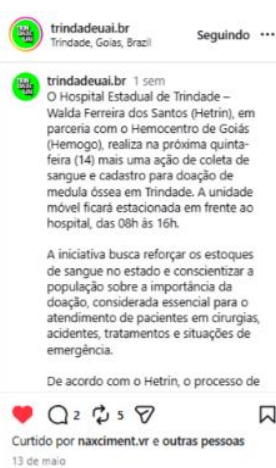 trindadeuai.br
Trindade, Goias, Brazil
Seguindo
trindadeuai.br 1 sem
O Hospital Estadual de Trindade –
Walda Ferreira dos Santos (Hetrin), em
parceria com o Hemocentro de Goiás
(Hemogo), realiza na próxima quinta-
feira (14) mais uma ação de coleta de
sangue e cadastro para doação de
medula óssea em Trindade. A unidade
móvel ficará estacionada em frente ao
hospital, das 08h às 16h.
A iniciativa busca reforçar os estoques
de sangue no estado e conscientizar a
população sobre a importância da
doação, considerada essencial para o
atendimento de pacientes em cirurgias,
acidentes, tratamentos e situações de
emergência.
De acordo com o Hetrin, o processo de
2 5
Curtido por naxciment.vr e outras pessoas
13 de maio